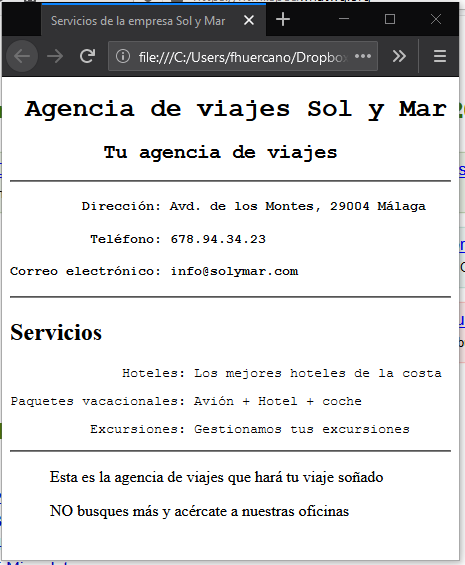 Servicios de la empresa Sol y Mar
file:///C:/Users/fhuercano/Dropbox
Agencia de viajes Sol y Mar
Tu agencia de viajes
Dirección: Avd. de los Montes, 29004 Málaga
Teléfono: 678.94.34.23
Correo electrónico: info@solymar.com
Servicios
Hoteles: Los mejores hoteles de la costa
Paquetes vacacionales: Avión + Hotel + coche
Excursiones: Gestionamos tus excursiones
Esta es la agencia de viajes que hará tu viaje soñado
NO busques más y acércate a nuestras oficinas